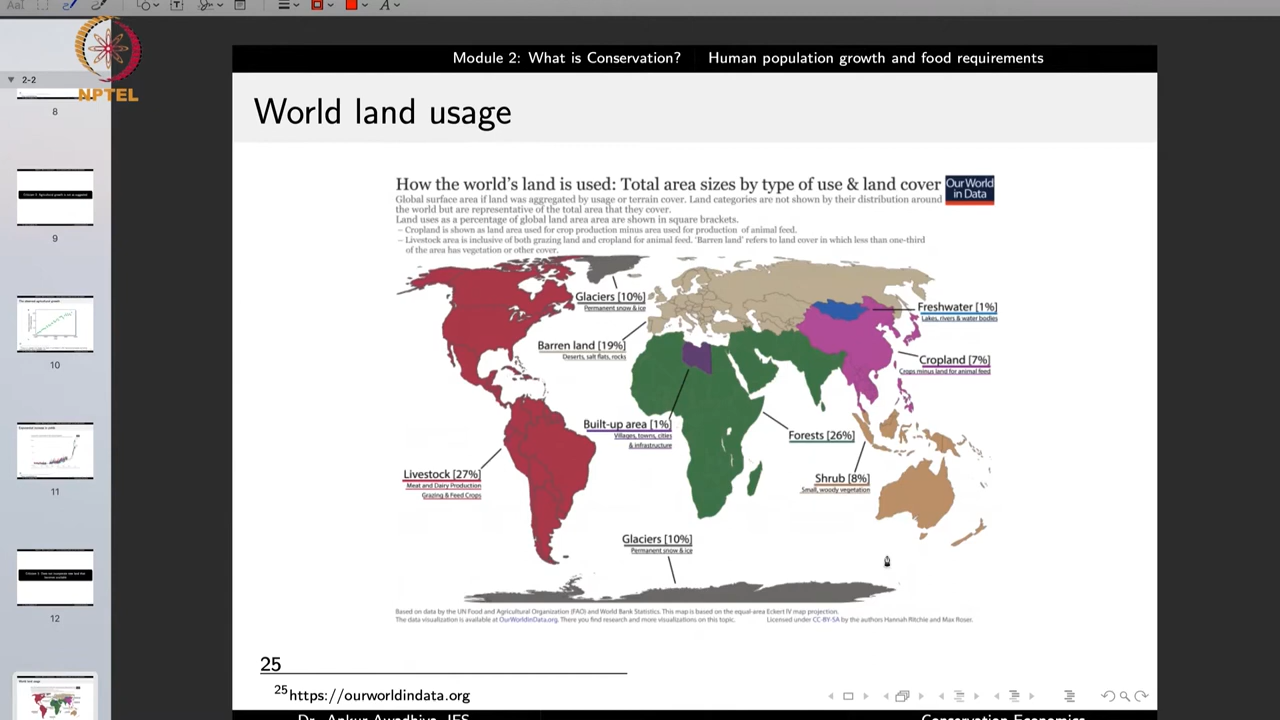 AaI
A
NPTEL
2-2
8
9
10
11
12
Module 2: What is Conservation?
Human population growth and food requirements
World land usage
How the world's land is used: Total area sizes by type of use & land cover
Our World
in Data
Global surface area if land was aggregated by usage or terrain cover. Land categories are not shown by their distribution around
the world but are representative of the total area that they cover.
Land uses as a percentage of global land area area are shown in square brackets.
– Cropland is shown as land area used for crop production minus area used for production of animal feed.
– Livestock area is inclusive of both grazing land and cropland for animal feed. 'Barren land' refers to land cover in which less than one-third
of the area has vegetation or other cover.
Glaciers [10%]
Permanent snow & ice
Freshwater [1%]
Lakes, rivers & water bodies
Barren land [19%]
Deserts, salt flats, rocks
Cropland [7%]
Crops minus land for animal feed
Built-up area [1%]
Villages, towns, cities
& infrastructure
Forests [26%]
Livestock [27%]
Meat and Dairy Production
Grazing & Feed Crops
Shrub [8%]
Small, woody vegetation
Glaciers [10%]
Permanent snow & ice
Based on data by the UN Food and Agricultural Organization (FAO) and World Bank Statistics. This map is based on the equal-area Eckert IV map projection.
The data visualization is available at OurWorldinData.org. There you find research and more visualizations on this topic.
Licensed under CC-BY-SA by the authors Hannah Ritchie and Max Roser.
25
25https://ourworldindata.org
Dr. Ankur Awadhiya, IFS
Conservation Economics